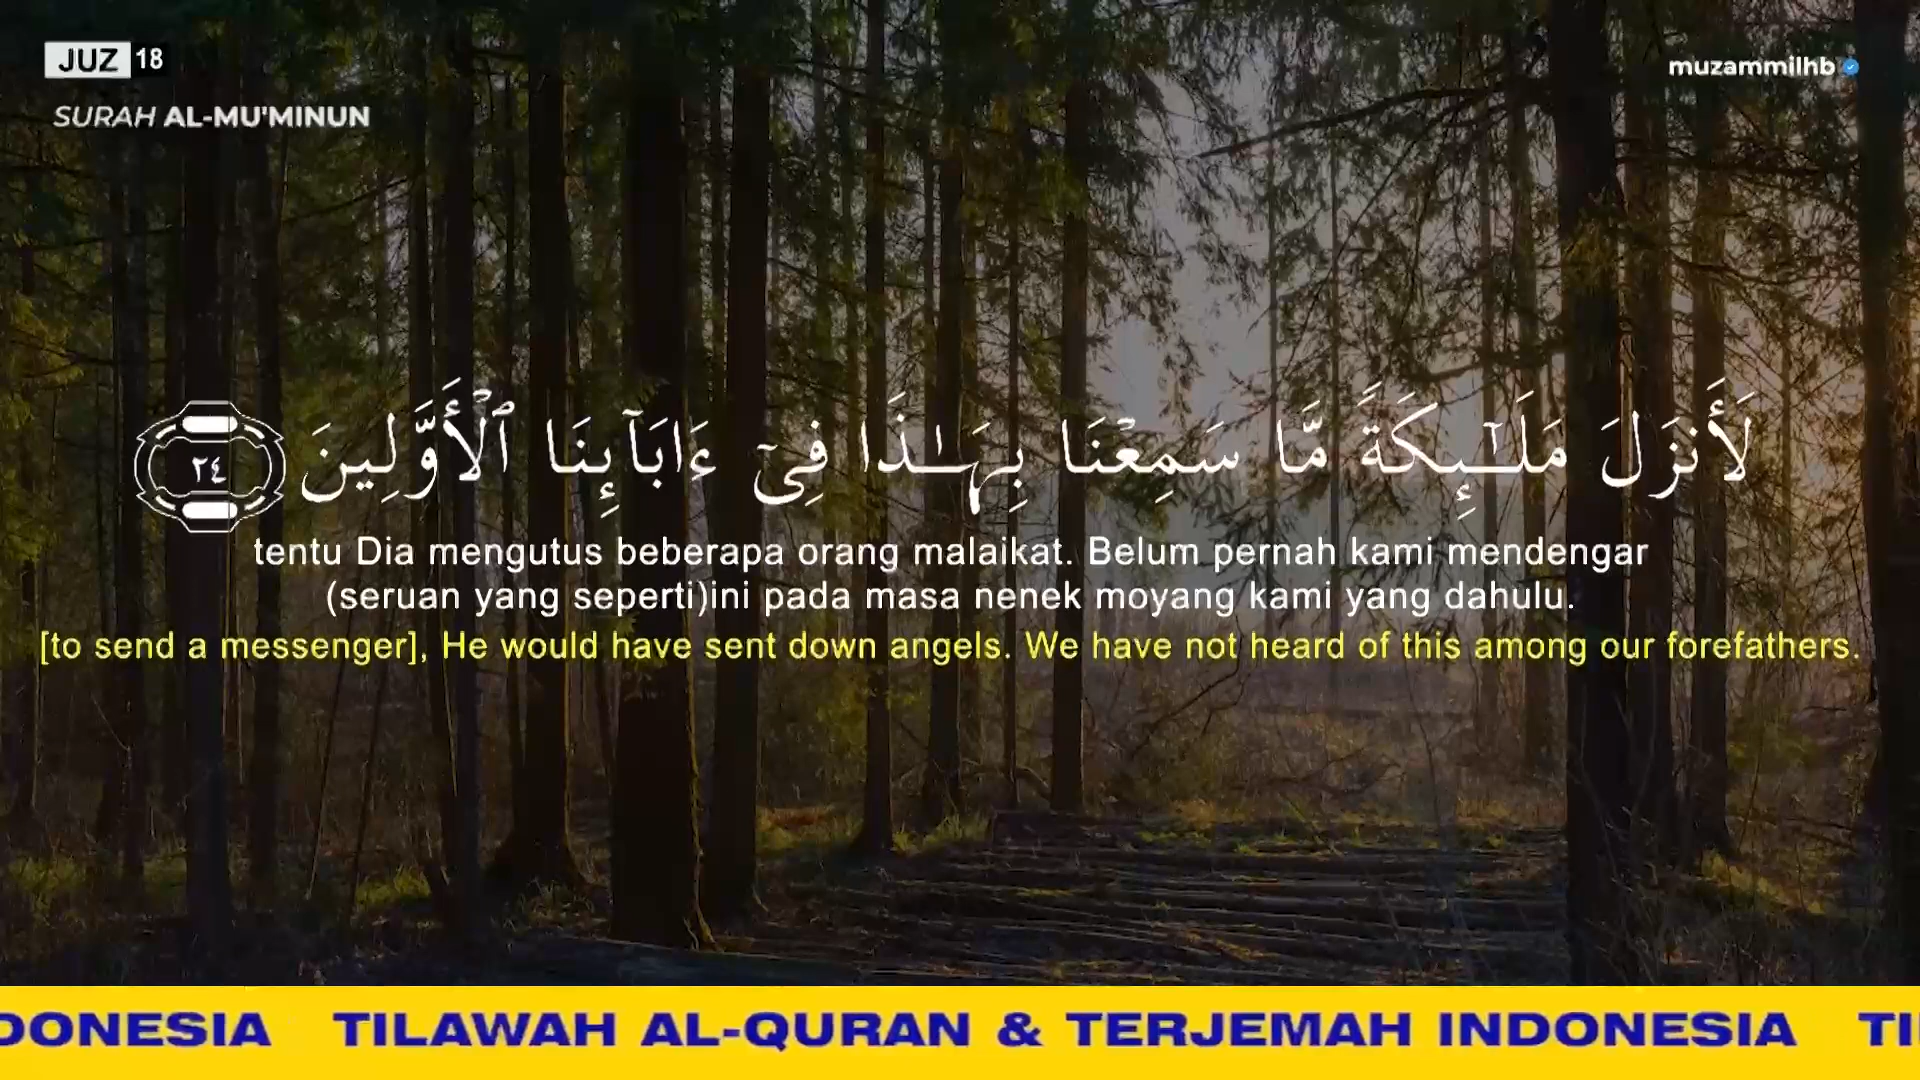 JUZ 18
muzammilhb
SURAH AL-MU'MINUN
لَأَنزَلَ مَلَـٰٓئِكَةً مَّا سَمِعْنَا بِهَـٰذَا فِىٓ ءَابَآئِنَا ٱلْأَوَّلِينَ ٢٤
tentu Dia mengutus beberapa orang malaikat. Belum pernah kami mendengar
(seruan yang seperti)ini pada masa nenek moyang kami yang dahulu.
[to send a messenger], He would have sent down angels. We have not heard of this among our forefathers.
DONESIA TILAWAH AL-QURAN & TERJEMAH INDONESIA TI